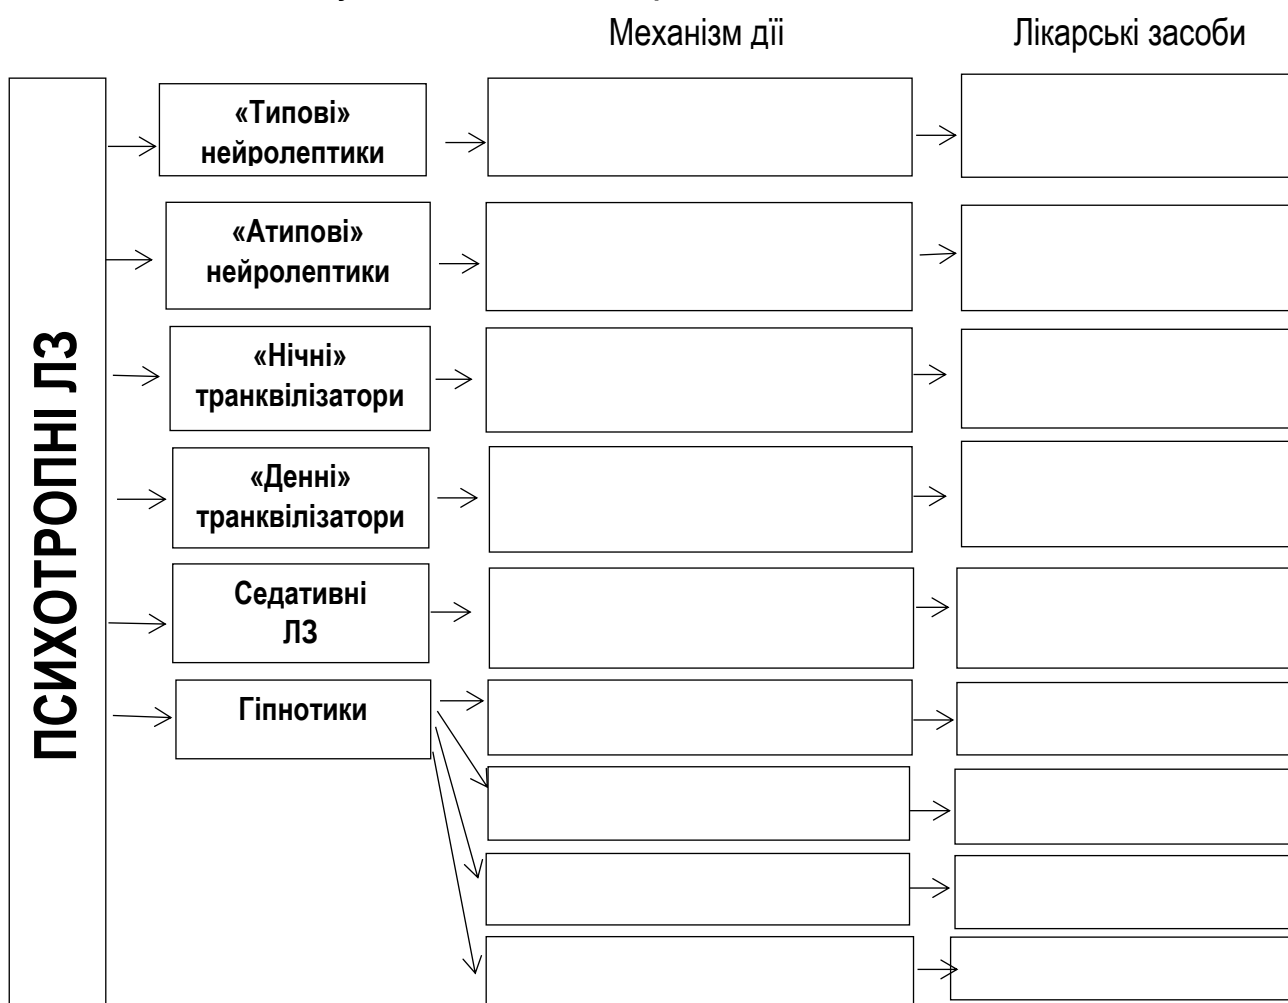 Механізм дії
Лікарські засоби
ПСИХОТРОПНІ ЛЗ
«Типові»
нейролептики
«Атипові»
нейролептики
«Нічні»
транквілізатори
«Денні»
транквілізатори
Седативні
ЛЗ
Гіпнотики